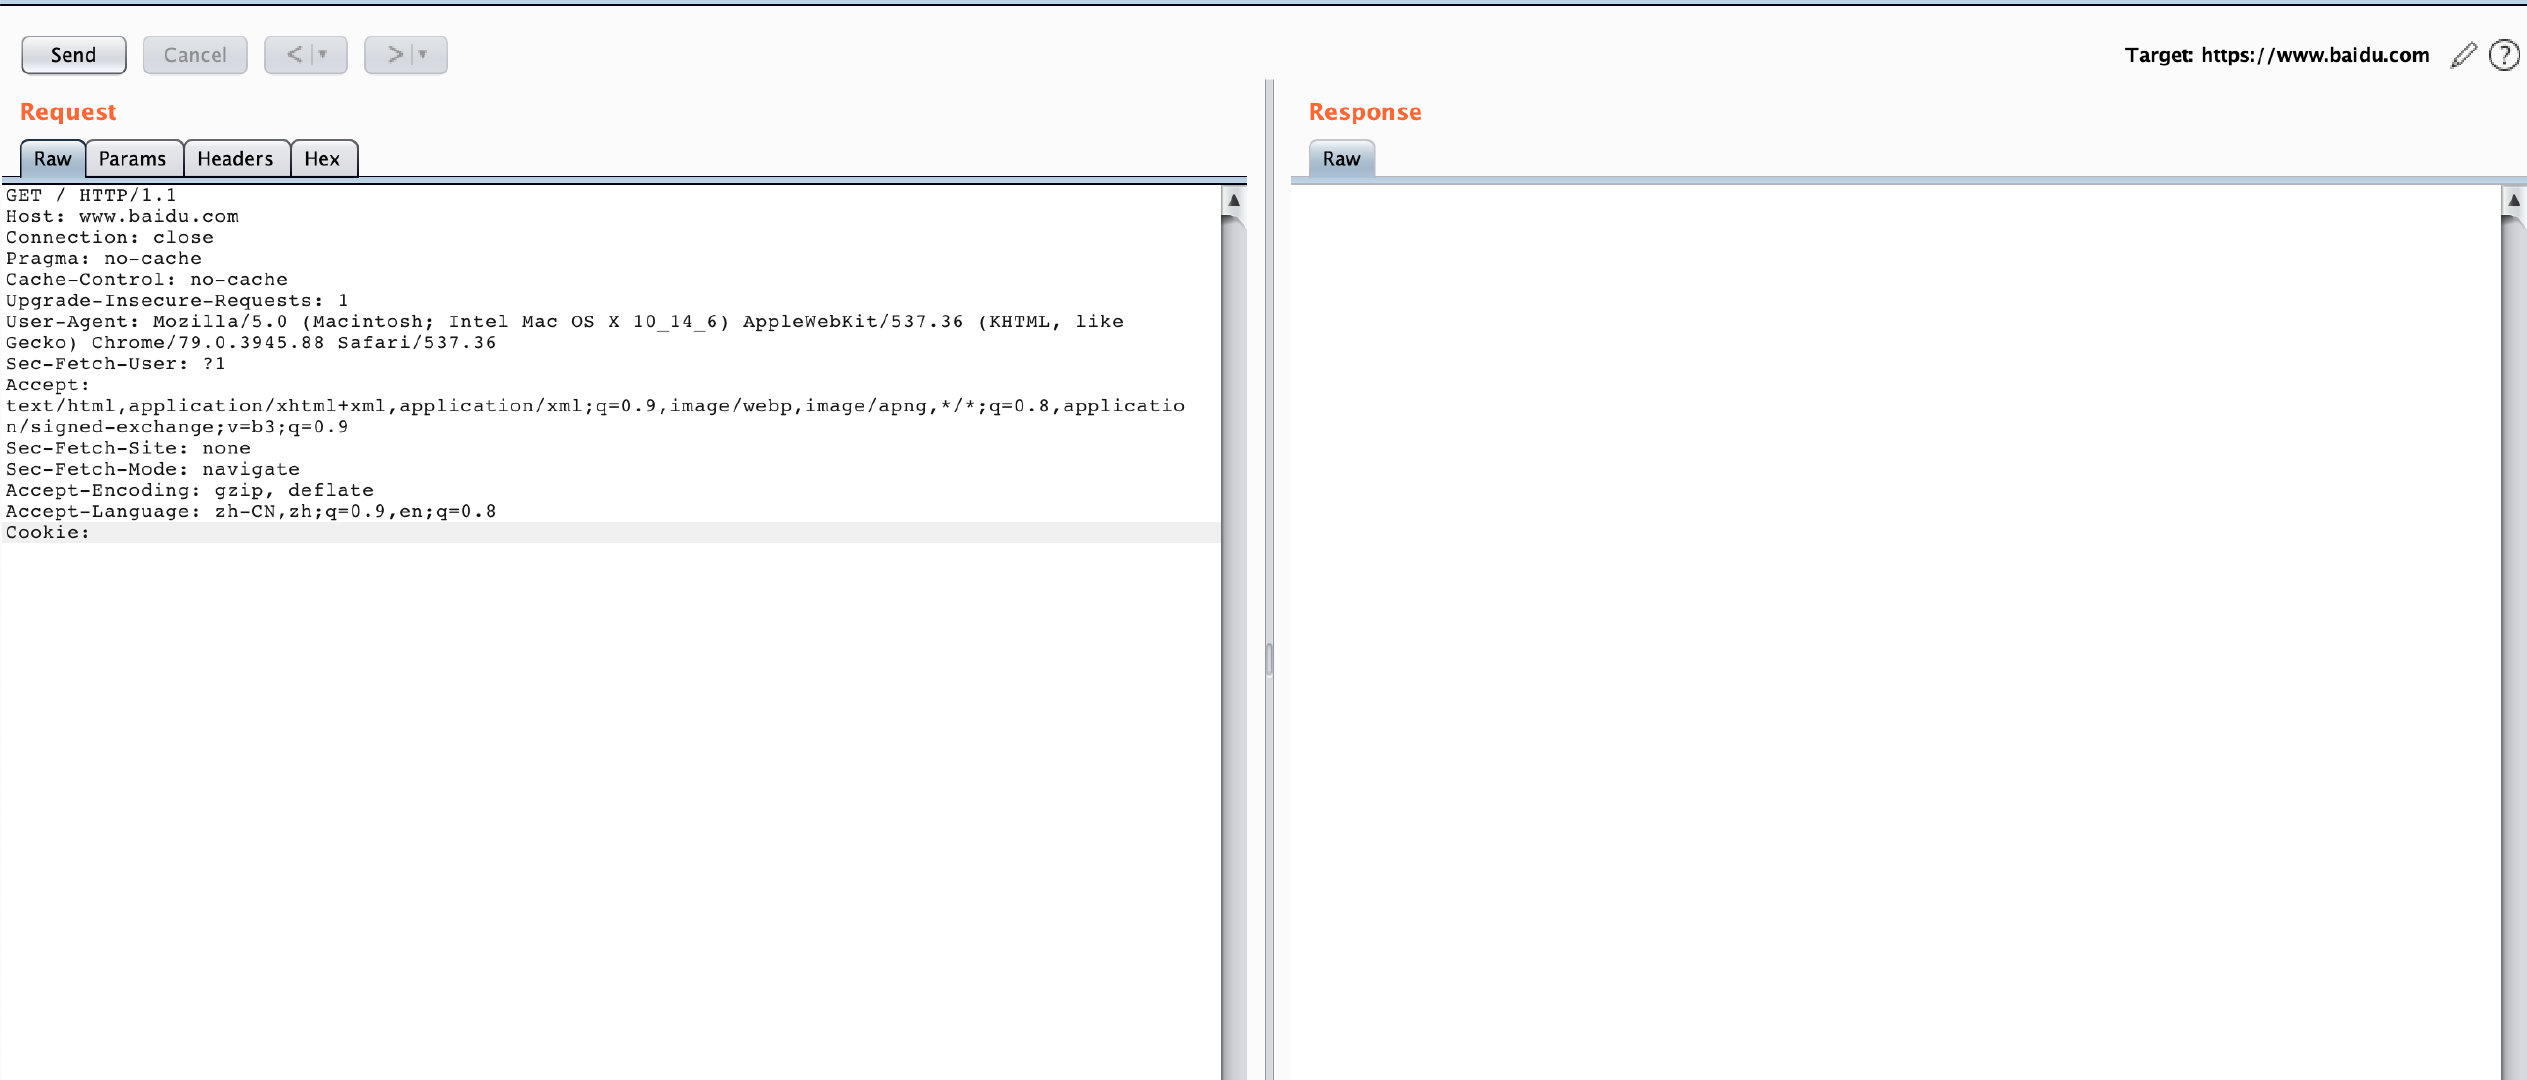 Send Cancel < >
Target: https://www.baidu.com ?
Request
Response
Raw Params Headers Hex
Raw
GET / HTTP/1.1
Host: www.baidu.com
Connection: close
Pragma: no-cache
Cache-Control: no-cache
Upgrade-Insecure-Requests: 1
User-Agent: Mozilla/5.0 (Macintosh; Intel Mac OS X 10_14_6) AppleWebKit/537.36 (KHTML, like
Gecko) Chrome/79.0.3945.88 Safari/537.36
Sec-Fetch-User: ?1
Accept:
text/html,application/xhtml+xml,application/xml;q=0.9,image/webp,image/apng,*/*;q=0.8,applicatio
n/signed-exchange;v=b3;q=0.9
Sec-Fetch-Site: none
Sec-Fetch-Mode: navigate
Accept-Encoding: gzip, deflate
Accept-Language: zh-CN,zh;q=0.9,en;q=0.8
Cookie: